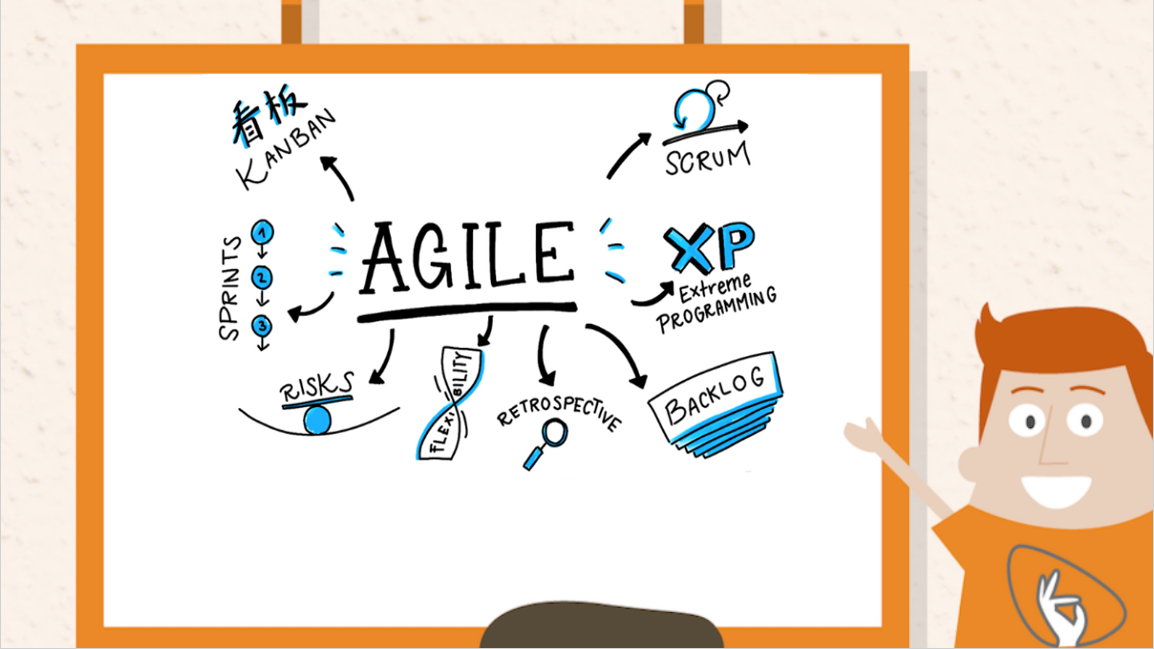 看板
KANBAN
SCRUM
AGILE
SPRINTS
1
2
3
XP
Extreme
PROGRAMMING
RISKS
FLEXIBILITY
RETROSPECTIVE
BACKLOG